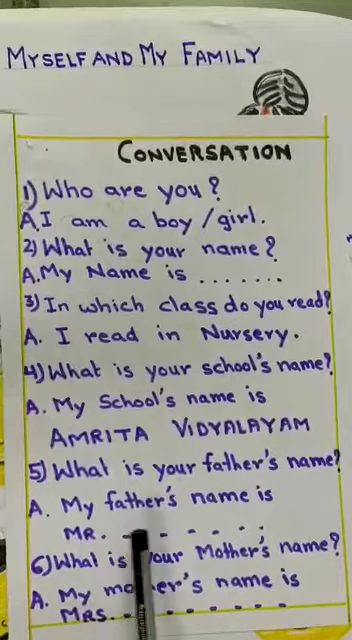 MYSELF AND MY FAMILY
CONVERSATION
1) Who are you?
A. I am a boy / girl.
2) What is your name?
A. My Name is .......
3) In which class do you read?
A. I read in Nursery.
4) What is your school's name?
A. My School's name is
AMRITA VIDYALAYAM
5) What is your father's name?
A. My father's name is
MR. - - - - - - -
6) What is your Mother's name?
A. My mother's name is
MRS. - - - - - - -